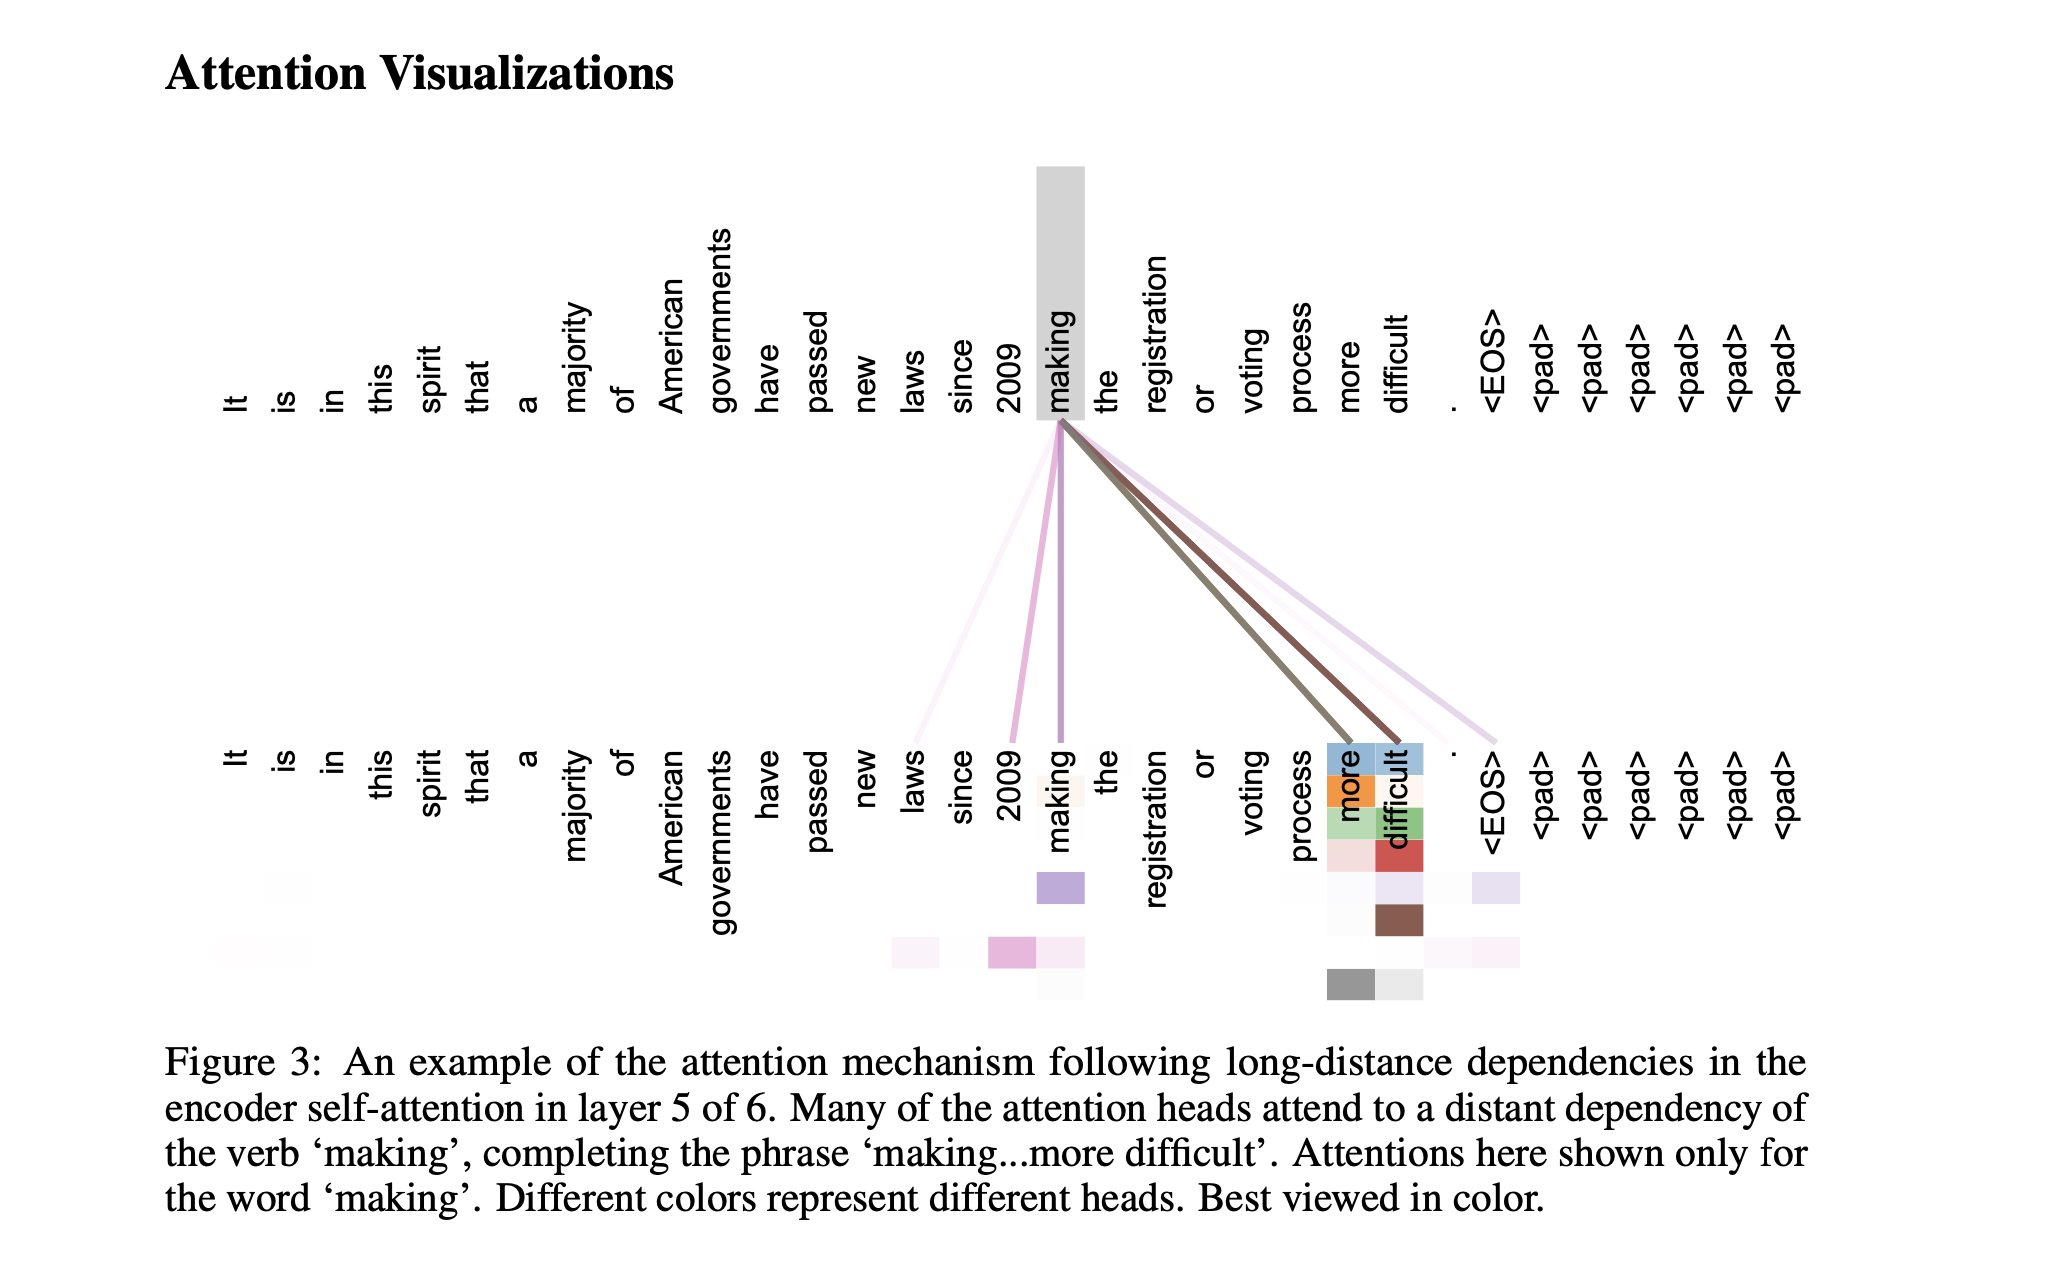 Attention Visualizations
It is in this spirit that a majority of American governments have passed new laws since 2009 making the registration or voting process more difficult . <EOS> <pad> <pad> <pad> <pad> <pad> <pad>
It is in this spirit that a majority of American governments have passed new laws since 2009 making the registration or voting process more difficult . <EOS> <pad> <pad> <pad> <pad> <pad> <pad>
Figure 3: An example of the attention mechanism following long-distance dependencies in the
encoder self-attention in layer 5 of 6. Many of the attention heads attend to a distant dependency of
the verb ‘making’, completing the phrase ‘making...more difficult’. Attentions here shown only for
the word ‘making’. Different colors represent different heads. Best viewed in color.